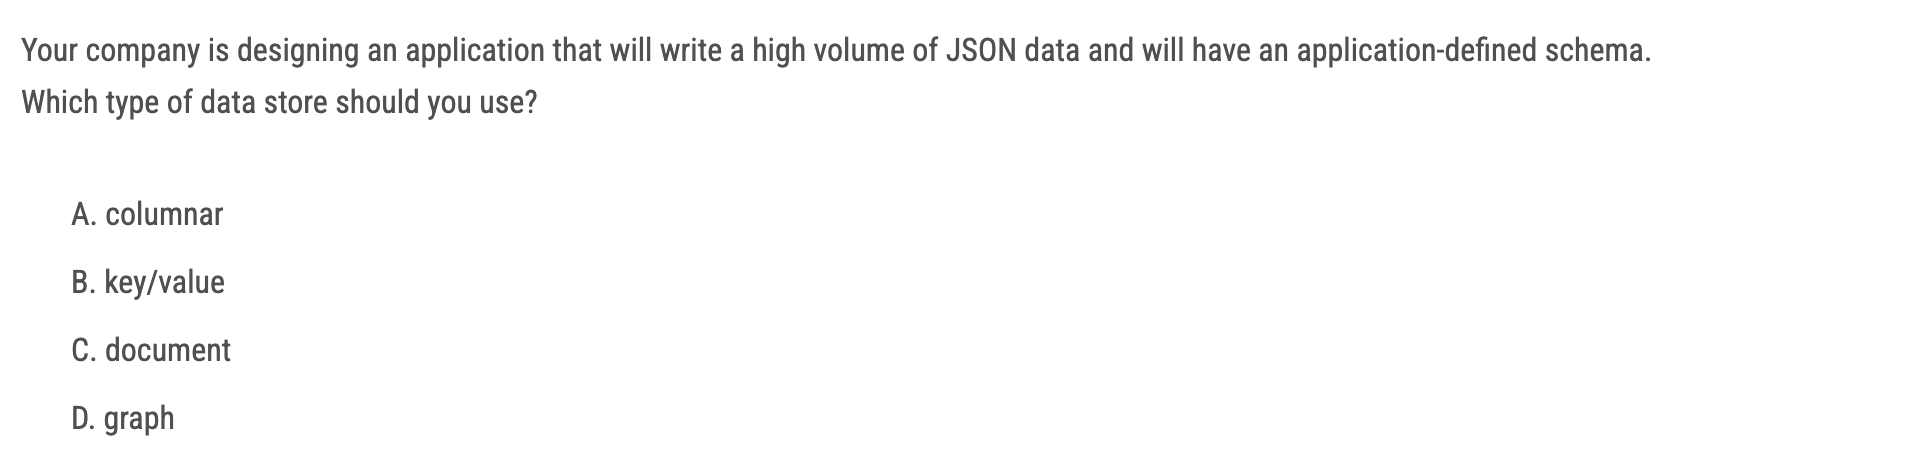 Your company is designing an application that will write a high volume of JSON data and will have an application-defined schema.
Which type of data store should you use?
A. columnar
B. key/value
C. document
D. graph